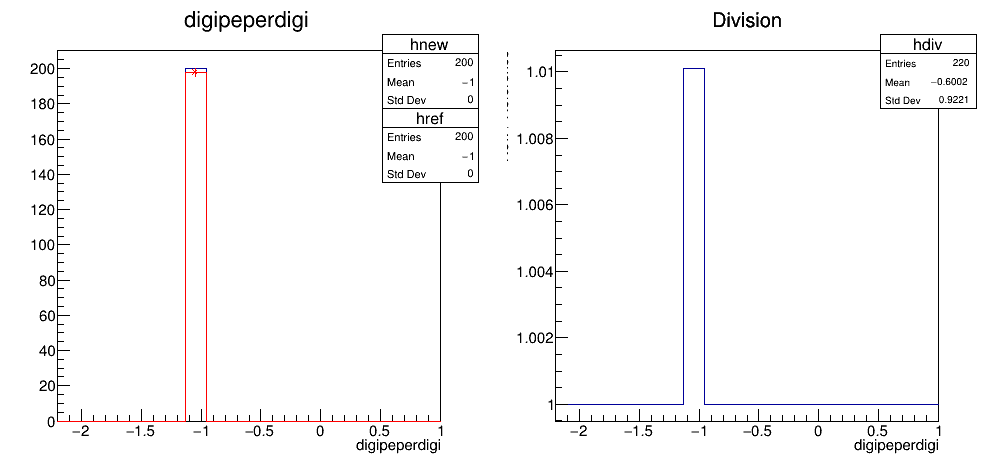 digipeperdigi
hnew
Entries 200
Mean −1
Std Dev 0
href
Entries 200
Mean −1
Std Dev 0
200
180
160
140
120
100
80
60
40
20
0
−2 −1.5 −1 −0.5 0 0.5 1
digipeperdigi
Division
hdiv
Entries 220
Mean −0.6002
Std Dev 0.9221
1.01
1.008
1.006
1.004
1.002
1
−2 −1.5 −1 −0.5 0 0.5 1
digipeperdigi